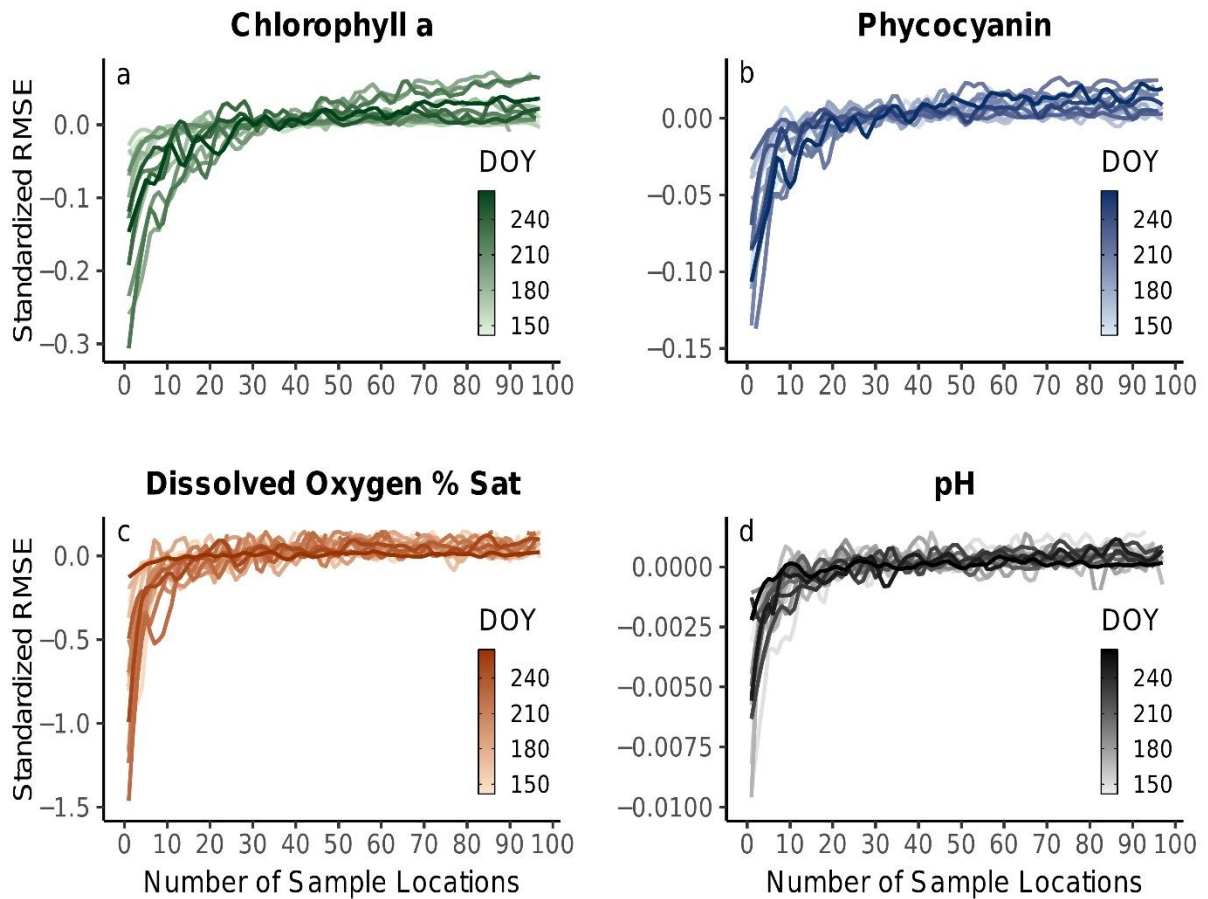 Chlorophyll a
a
Standardized RMSE
0.0
−0.1
−0.2
−0.3
DOY
240
210
180
150
0 10 20 30 40 50 60 70 80 90 100
Phycocyanin
b
0.00
−0.05
−0.10
−0.15
DOY
240
210
180
150
0 10 20 30 40 50 60 70 80 90 100
Dissolved Oxygen % Sat
c
Standardized RMSE
0.0
−0.5
−1.0
−1.5
DOY
240
210
180
150
0 10 20 30 40 50 60 70 80 90 100
Number of Sample Locations
pH
d
0.0000
−0.0025
−0.0050
−0.0075
−0.0100
DOY
240
210
180
150
0 10 20 30 40 50 60 70 80 90 100
Number of Sample Locations